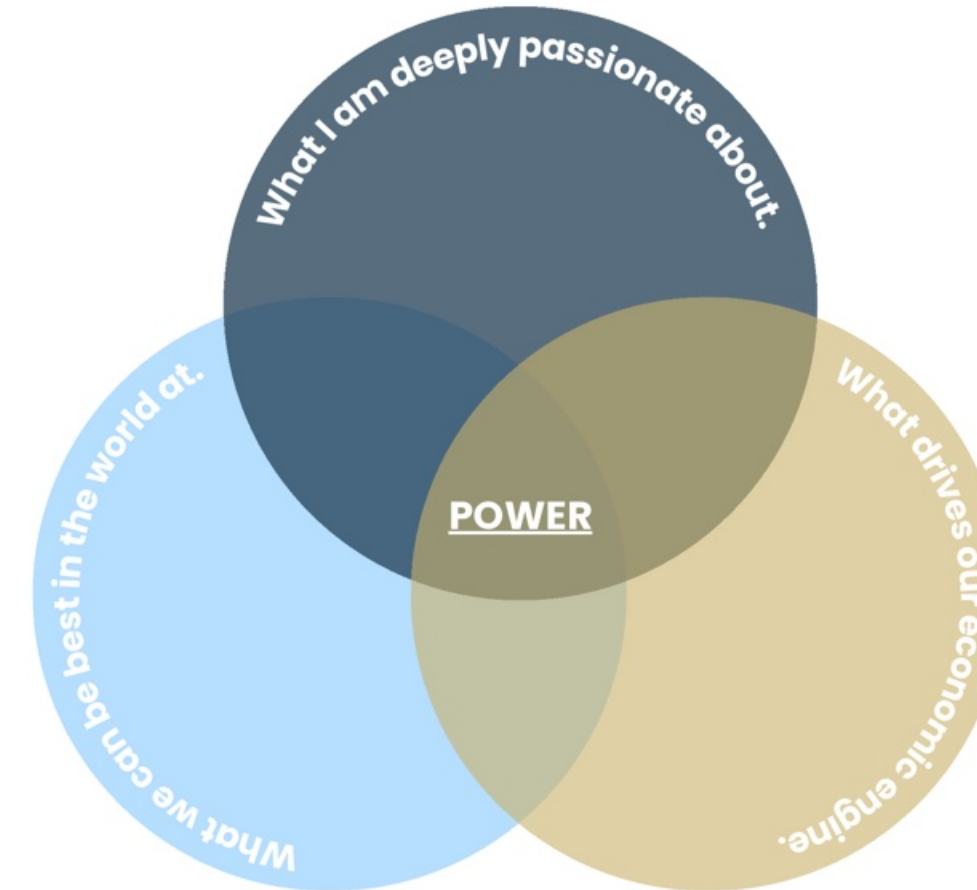 What I am deeply passionate about.
What we can be best in the world at.
What drives our economic engine.
POWER